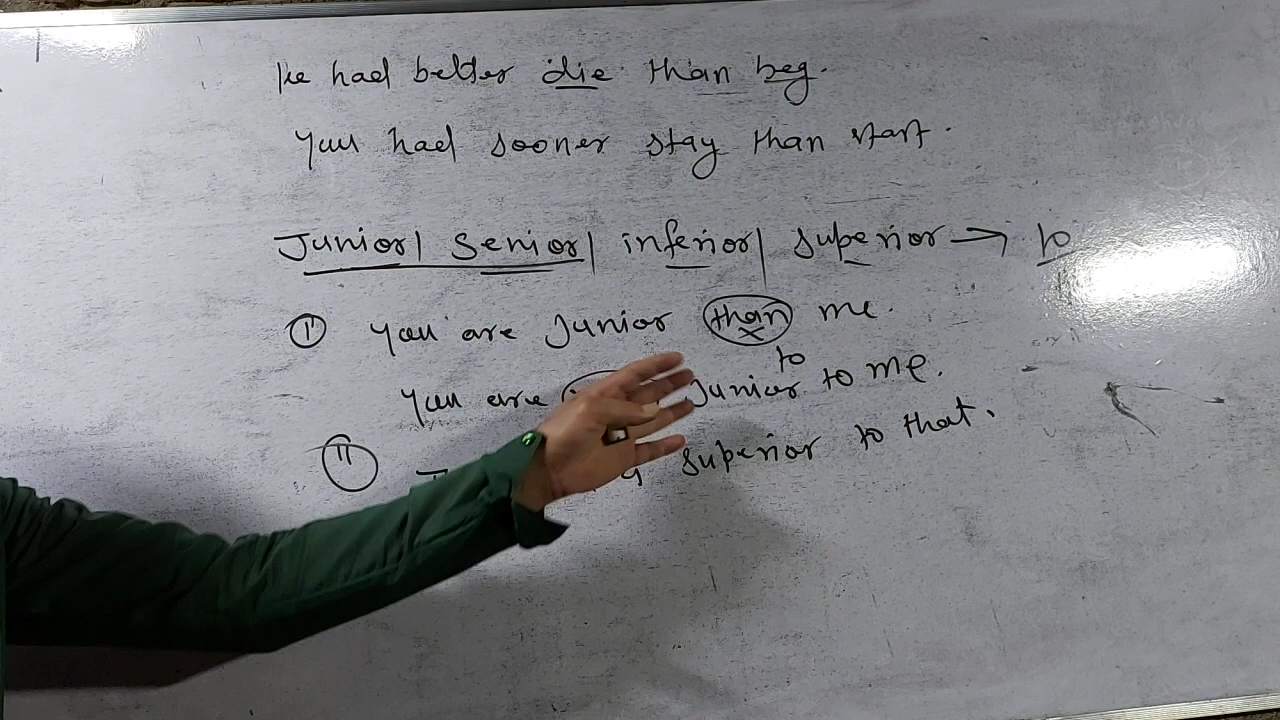 He had better die than beg.
You had sooner stay than start.
Junior | Senior | inferior | superior → to
(i) You are Junior than me.
to
You are Junior to me.
(ii) superior to that.